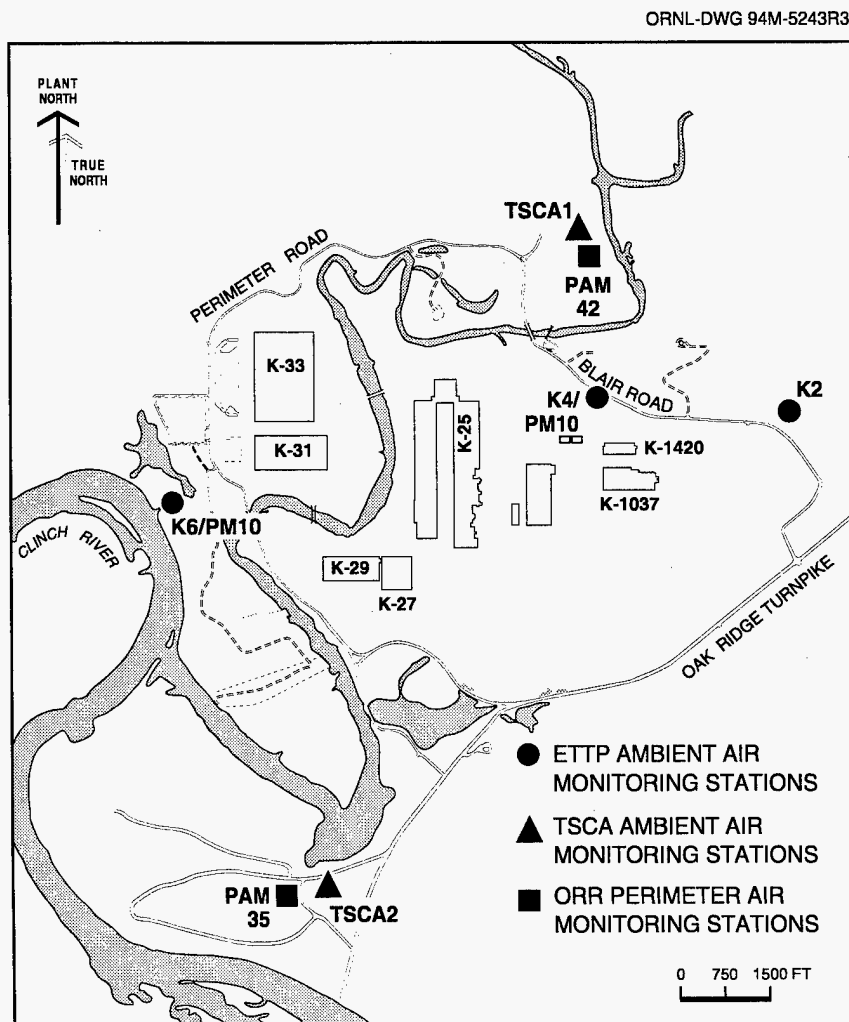 ORNL-DWG 94M-5243R3
PLANT
NORTH
TRUE
NORTH
TSCA1
PERIMETER ROAD
PAM
42
K-33
BLAIR ROAD
K2
K4/
PM10
K-25
K-1420
K-31
K-1037
K6/PM10
CLINCH RIVER
K-29
K-27
OAK RIDGE TURNPIKE
ETTP AMBIENT AIR
MONITORING STATIONS
TSCA AMBIENT AIR
MONITORING STATIONS
PAM
35
TSCA2
ORR PERIMETER AIR
MONITORING STATIONS
0 750 1500 FT